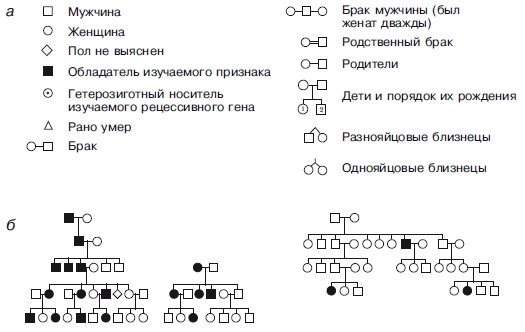 а
Мужчина
Женщина
Пол не выяснен
Обладатель изучаемого признака
Гетерозиготный носитель
изучаемого рецессивного гена
Рано умер
Брак
Брак мужчины (был
женат дважды)
Родственный брак
Родители
Дети и порядок их рождения
1 2
Разнояйцовые близнецы
Однояйцовые близнецы
б